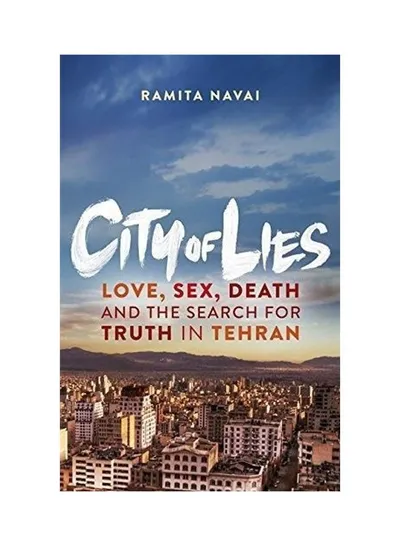 RAMITA NAVAI
CITY OF LIES
LOVE, SEX, DEATH
AND THE SEARCH FOR
TRUTH IN TEHRAN